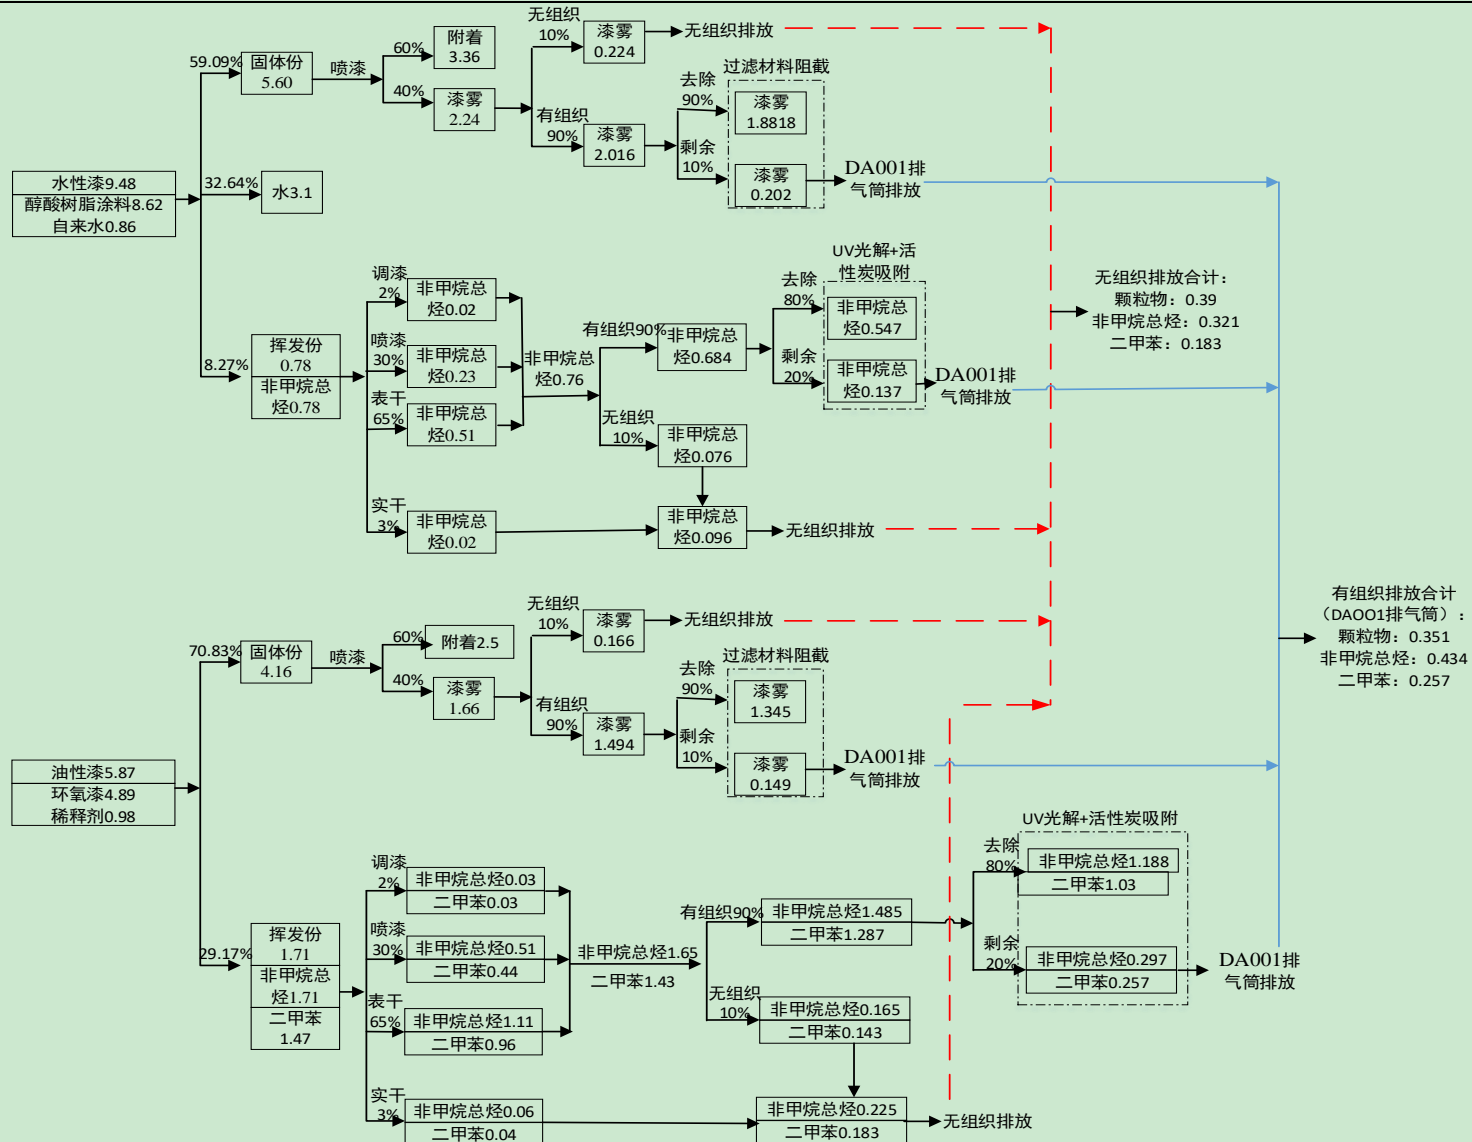 水性漆9.48
醇酸树脂涂料8.62
自来水0.86
59.09%
固体份
5.60
喷漆
60%
附着
3.36
40%
漆雾
2.24
无组织
10%
漆雾
0.224
无组织排放
有组织
90%
漆雾
2.016
过滤材料阻截
去除
90%
漆雾
1.8818
剩余
10%
漆雾
0.202
DA001排
气筒排放
32.64%
水3.1
8.27%
挥发份
0.78
非甲烷总
烃0.78
调漆
2%
非甲烷总
烃0.02
喷漆
30%
非甲烷总
烃0.23
表干
65%
非甲烷总
烃0.51
实干
3%
非甲烷总
烃0.02
非甲烷总
烃0.76
有组织90%
非甲烷总
烃0.684
无组织
10%
非甲烷总
烃0.076
非甲烷总
烃0.096
无组织排放
UV光解+活
性炭吸附
去除
80%
非甲烷总
烃0.547
剩余
20%
非甲烷总
烃0.137
DA001排
气筒排放
无组织排放合计：
颗粒物：0.39
非甲烷总烃：0.321
二甲苯：0.183
油性漆5.87
环氧漆4.89
稀释剂0.98
70.83%
固体份
4.16
喷漆
60%
附着2.5
40%
漆雾
1.66
无组织
10%
漆雾
0.166
无组织排放
有组织
90%
漆雾
1.494
过滤材料阻截
去除
90%
漆雾
1.345
剩余
10%
漆雾
0.149
DA001排
气筒排放
29.17%
挥发份
1.71
非甲烷总
烃1.71
二甲苯
1.47
调漆
2%
非甲烷总烃0.03
二甲苯0.03
喷漆
30%
非甲烷总烃0.51
二甲苯0.44
表干
65%
非甲烷总烃1.11
二甲苯0.96
实干
3%
非甲烷总烃0.06
二甲苯0.04
非甲烷总烃1.65
二甲苯1.43
有组织90%
非甲烷总烃1.485
二甲苯1.287
无组织
10%
非甲烷总烃0.165
二甲苯0.143
非甲烷总烃0.225
二甲苯0.183
无组织排放
UV光解+活性炭吸附
去除
80%
非甲烷总烃1.188
二甲苯1.03
剩余
20%
非甲烷总烃0.297
二甲苯0.257
DA001排
气筒排放
有组织排放合计
（DAOO1排气筒）：
颗粒物：0.351
非甲烷总烃：0.434
二甲苯：0.257